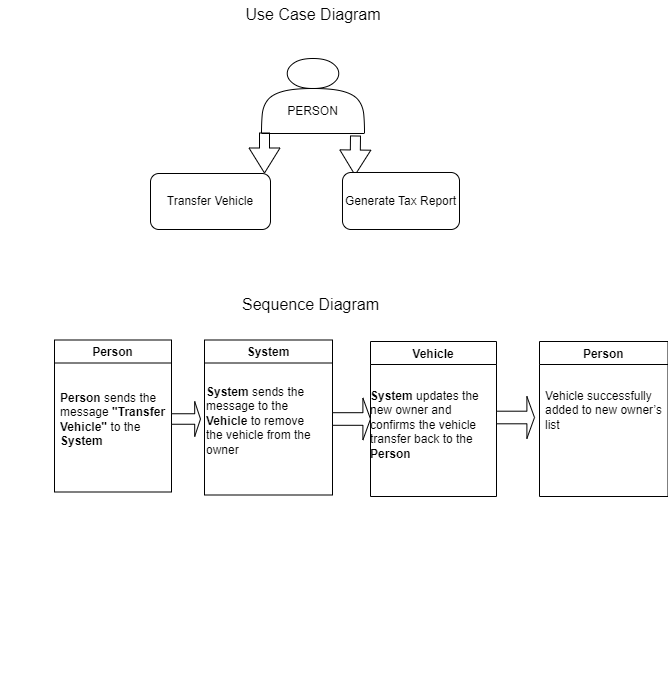 Use Case Diagram
PERSON
Transfer Vehicle
Generate Tax Report
Sequence Diagram
Person
System
Vehicle
Person
Person sends the
message "Transfer
Vehicle" to the
System
System sends the
message to the
Vehicle to remove
the vehicle from the
owner
System updates the
new owner and
confirms the vehicle
transfer back to the
Person
Vehicle successfully
added to new owner's
list